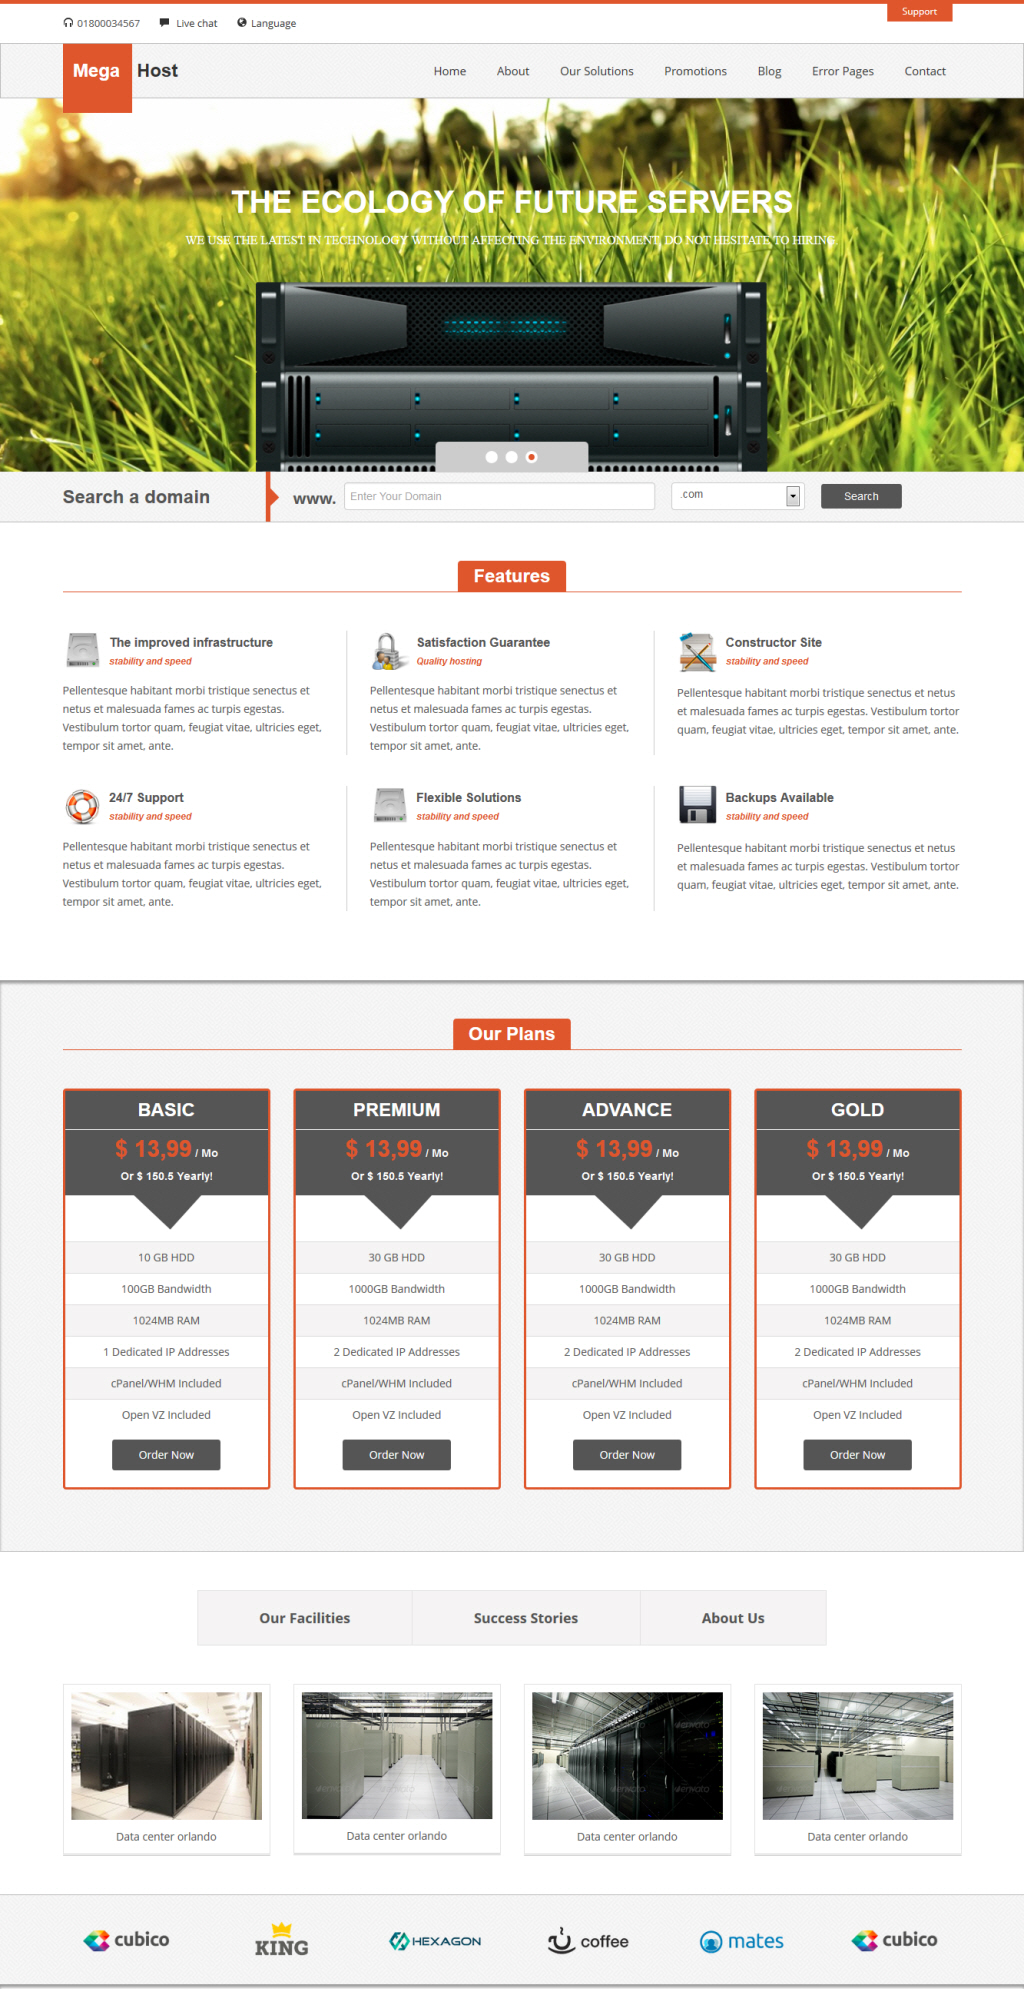 01800034567 Live chat Language Support
Mega Host Home About Our Solutions Promotions Blog Error Pages Contact
THE ECOLOGY OF FUTURE SERVERS
WE USE THE LATEST IN TECHNOLOGY WITHOUT AFFECTING THE ENVIRONMENT, DO NOT HESITATE TO HIRING.
Search a domain www. Enter Your Domain .com Search
Features
The improved infrastructure
stability and speed
Pellentesque habitant morbi tristique senectus et
netus et malesuada fames ac turpis egestas.
Vestibulum tortor quam, feugiat vitae, ultricies eget,
tempor sit amet, ante.
Satisfaction Guarantee
Quality hosting
Pellentesque habitant morbi tristique senectus et
netus et malesuada fames ac turpis egestas.
Vestibulum tortor quam, feugiat vitae, ultricies eget,
tempor sit amet, ante.
Constructor Site
stability and speed
Pellentesque habitant morbi tristique senectus et netus
et malesuada fames ac turpis egestas. Vestibulum tortor
quam, feugiat vitae, ultricies eget, tempor sit amet, ante.
24/7 Support
stability and speed
Pellentesque habitant morbi tristique senectus et
netus et malesuada fames ac turpis egestas.
Vestibulum tortor quam, feugiat vitae, ultricies eget,
tempor sit amet, ante.
Flexible Solutions
stability and speed
Pellentesque habitant morbi tristique senectus et
netus et malesuada fames ac turpis egestas.
Vestibulum tortor quam, feugiat vitae, ultricies eget,
tempor sit amet, ante.
Backups Available
stability and speed
Pellentesque habitant morbi tristique senectus et netus
et malesuada fames ac turpis egestas. Vestibulum tortor
quam, feugiat vitae, ultricies eget, tempor sit amet, ante.
Our Plans
BASIC
$ 13,99 / Mo
Or $ 150.5 Yearly!
10 GB HDD
100GB Bandwidth
1024MB RAM
1 Dedicated IP Addresses
cPanel/WHM Included
Open VZ Included
Order Now
PREMIUM
$ 13,99 / Mo
Or $ 150.5 Yearly!
30 GB HDD
1000GB Bandwidth
1024MB RAM
2 Dedicated IP Addresses
cPanel/WHM Included
Open VZ Included
Order Now
ADVANCE
$ 13,99 / Mo
Or $ 150.5 Yearly!
30 GB HDD
1000GB Bandwidth
1024MB RAM
2 Dedicated IP Addresses
cPanel/WHM Included
Open VZ Included
Order Now
GOLD
$ 13,99 / Mo
Or $ 150.5 Yearly!
30 GB HDD
1000GB Bandwidth
1024MB RAM
2 Dedicated IP Addresses
cPanel/WHM Included
Open VZ Included
Order Now
Our Facilities Success Stories About Us
Data center orlando
Data center orlando
Data center orlando
Data center orlando
cubico KING HEXAGON coffee mates cubico